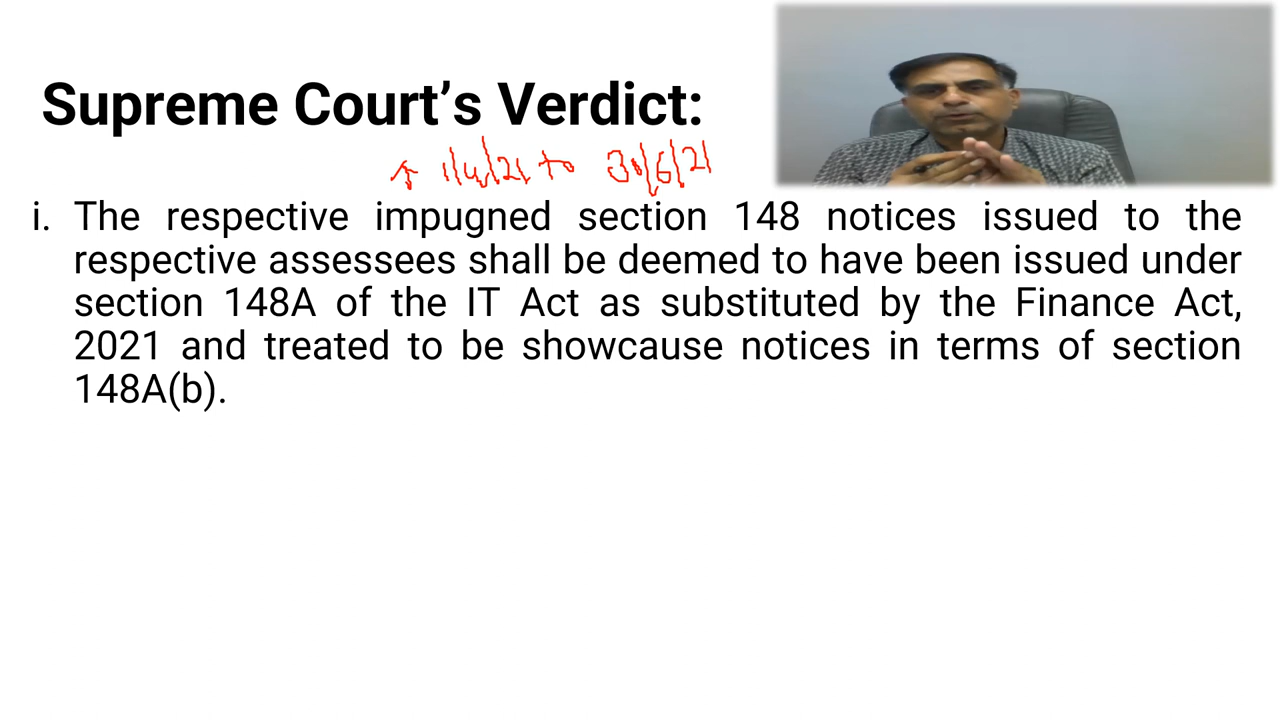 Supreme Court’s Verdict:
1/4/21 to 30/6/21
i. The respective impugned section 148 notices issued to the
respective assessees shall be deemed to have been issued under
section 148A of the IT Act as substituted by the Finance Act,
2021 and treated to be showcause notices in terms of section
148A(b).